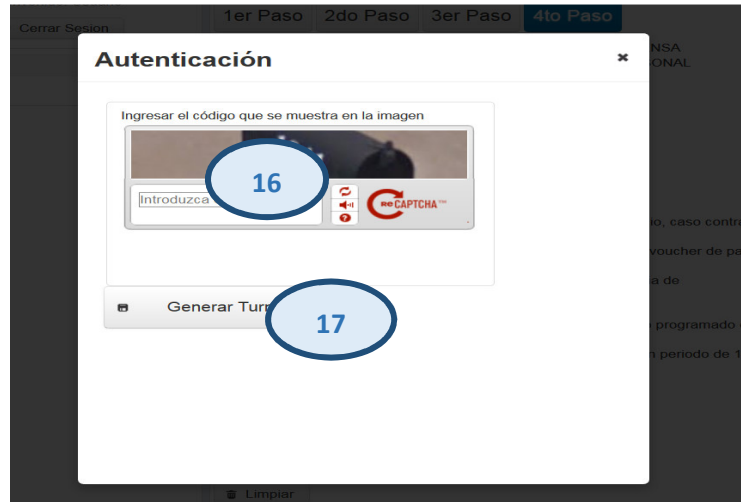 1er Paso 2do Paso 3er Paso 4to Paso
Cerrar Sesion
NSA
ONAL
Autenticación
Ingresar el código que se muestra en la imagen
16
Introduzca
reCAPTCHA™
Generar Tur
17
io, caso contra
voucher de pa
a de
programado
n periodo de 1
Limpiar